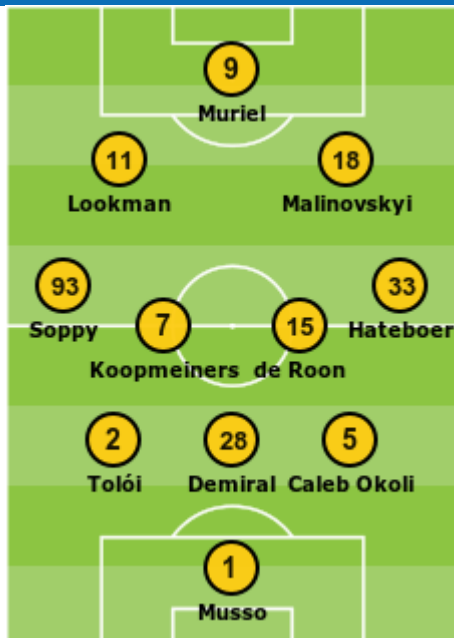 9
Muriel
11 18
Lookman Malinovskyi
93 33
Soppy 7 15 Hateboer
Koopmeiners de Roon
2 28 5
Tolói Demiral Caleb Okoli
1
Musso